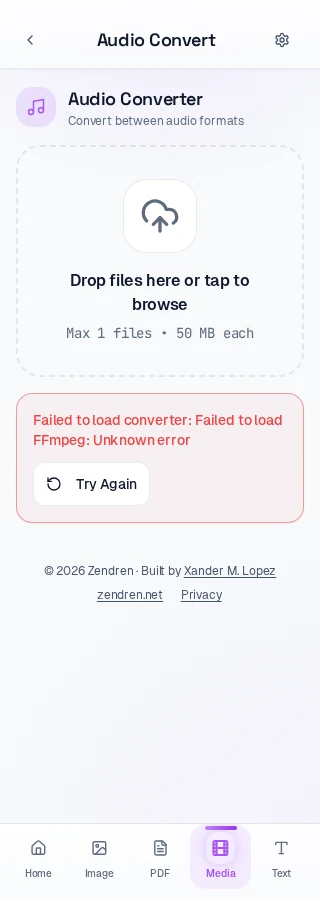 Audio Convert
Audio Converter
Convert between audio formats
Drop files here or tap to
browse
Max 1 files • 50 MB each
Failed to load converter: Failed to load
FFmpeg: Unknown error
Try Again
© 2026 Zendren · Built by Xander M. Lopez
zendren.net Privacy
Home Image PDF Media Text